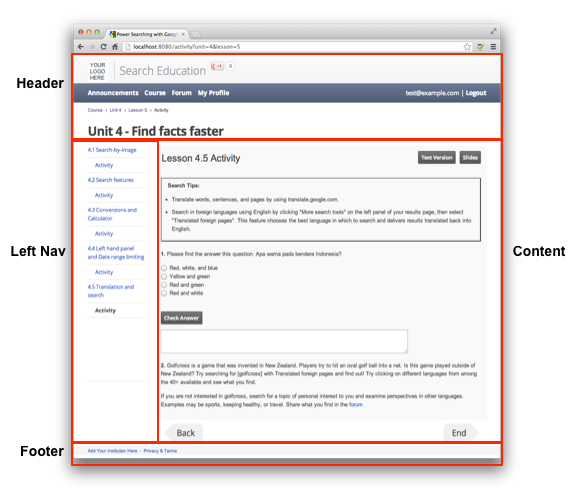 Power Searching with Googl
localhost:8080/activity?unit=4&lesson=5
Header
YOUR
LOGO
HERE
Search Education
+1
0
Announcements Course Forum My Profile
test@example.com | Logout
Course › Unit 4 › Lesson 5 › Activity
Unit 4 - Find facts faster
Left Nav
4.1 Search-by-image
Activity
4.2 Search features
Activity
4.3 Conversions and
Calculator
Activity
4.4 Left hand panel
and Date range limiting
Activity
4.5 Translation and
search
Activity
Content
Lesson 4.5 Activity
Text Version
Slides
Search Tips:
• Translate words, sentences, and pages by using translate.google.com.
• Search in foreign languages using English by clicking "More search tools" on the left panel of your results page, then select
"Translated foreign pages". This feature chooses the best language in which to search and delivers results translated back into
English.
1. Please find the answer this question: Apa warna pada bendera Indonesia?
Red, white, and blue
Yellow and green
Red and green
Red and white
Check Answer
2. Golfcross is a game that was invented in New Zealand. Players try to hit an oval golf ball into a net. Is this game played outside of
New Zealand? Try searching for [golfcross] with Translated foreign pages and find out! Try clicking on different languages from among
the 40+ available and see what you find.
If you are not interested in golfcross, search for a topic of personal interest to you and examine perspectives in other languages.
Examples may be sports, keeping healthy, or travel. Share what you find in the forum
Back
End
Footer
Add Your Institution Here - Privacy & Terms